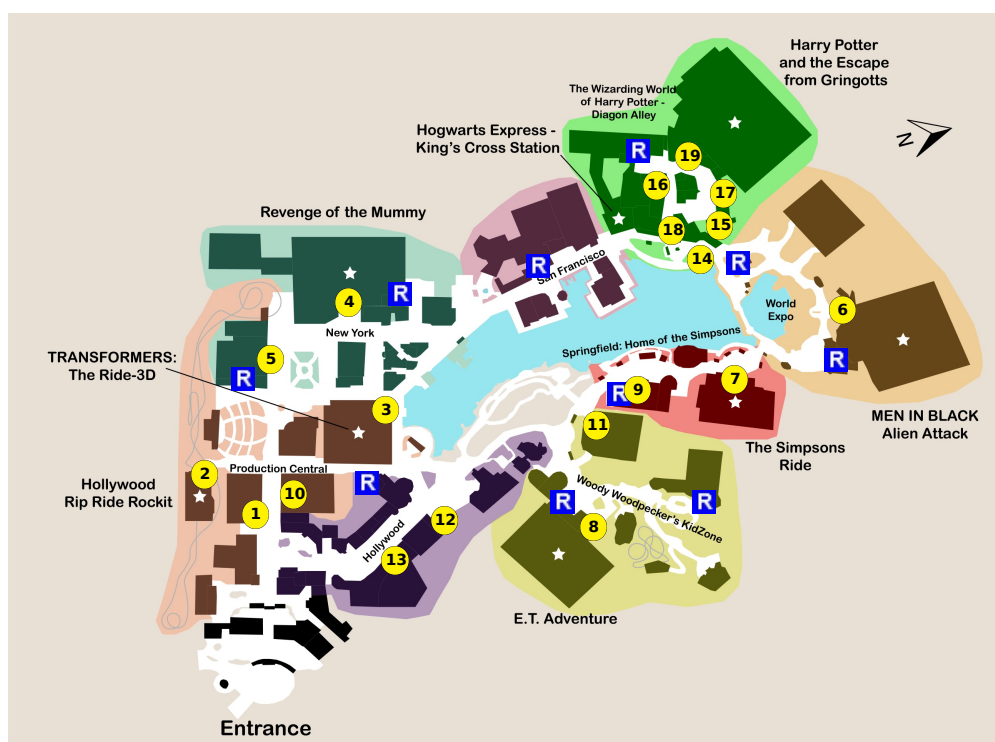 Harry Potter
and the Escape
from Gringotts
The Wizarding World
of Harry Potter -
Diagon Alley
Hogwarts Express -
King's Cross Station
N
R
19
16
17
Revenge of the Mummy
18
15
14
R
R
San Francisco
R
4
World
Expo
6
New York
Springfield: Home of the Simpsons
TRANSFORMERS:
The Ride-3D
5
R
R
7
R
9
3
11
MEN IN BLACK
Alien Attack
The Simpsons
Ride
Production Central
2
Hollywood
Rip Ride Rockit
R
10
1
Woody Woodpecker's KidZone
R
R
12
8
Hollywood
13
E.T. Adventure
Entrance